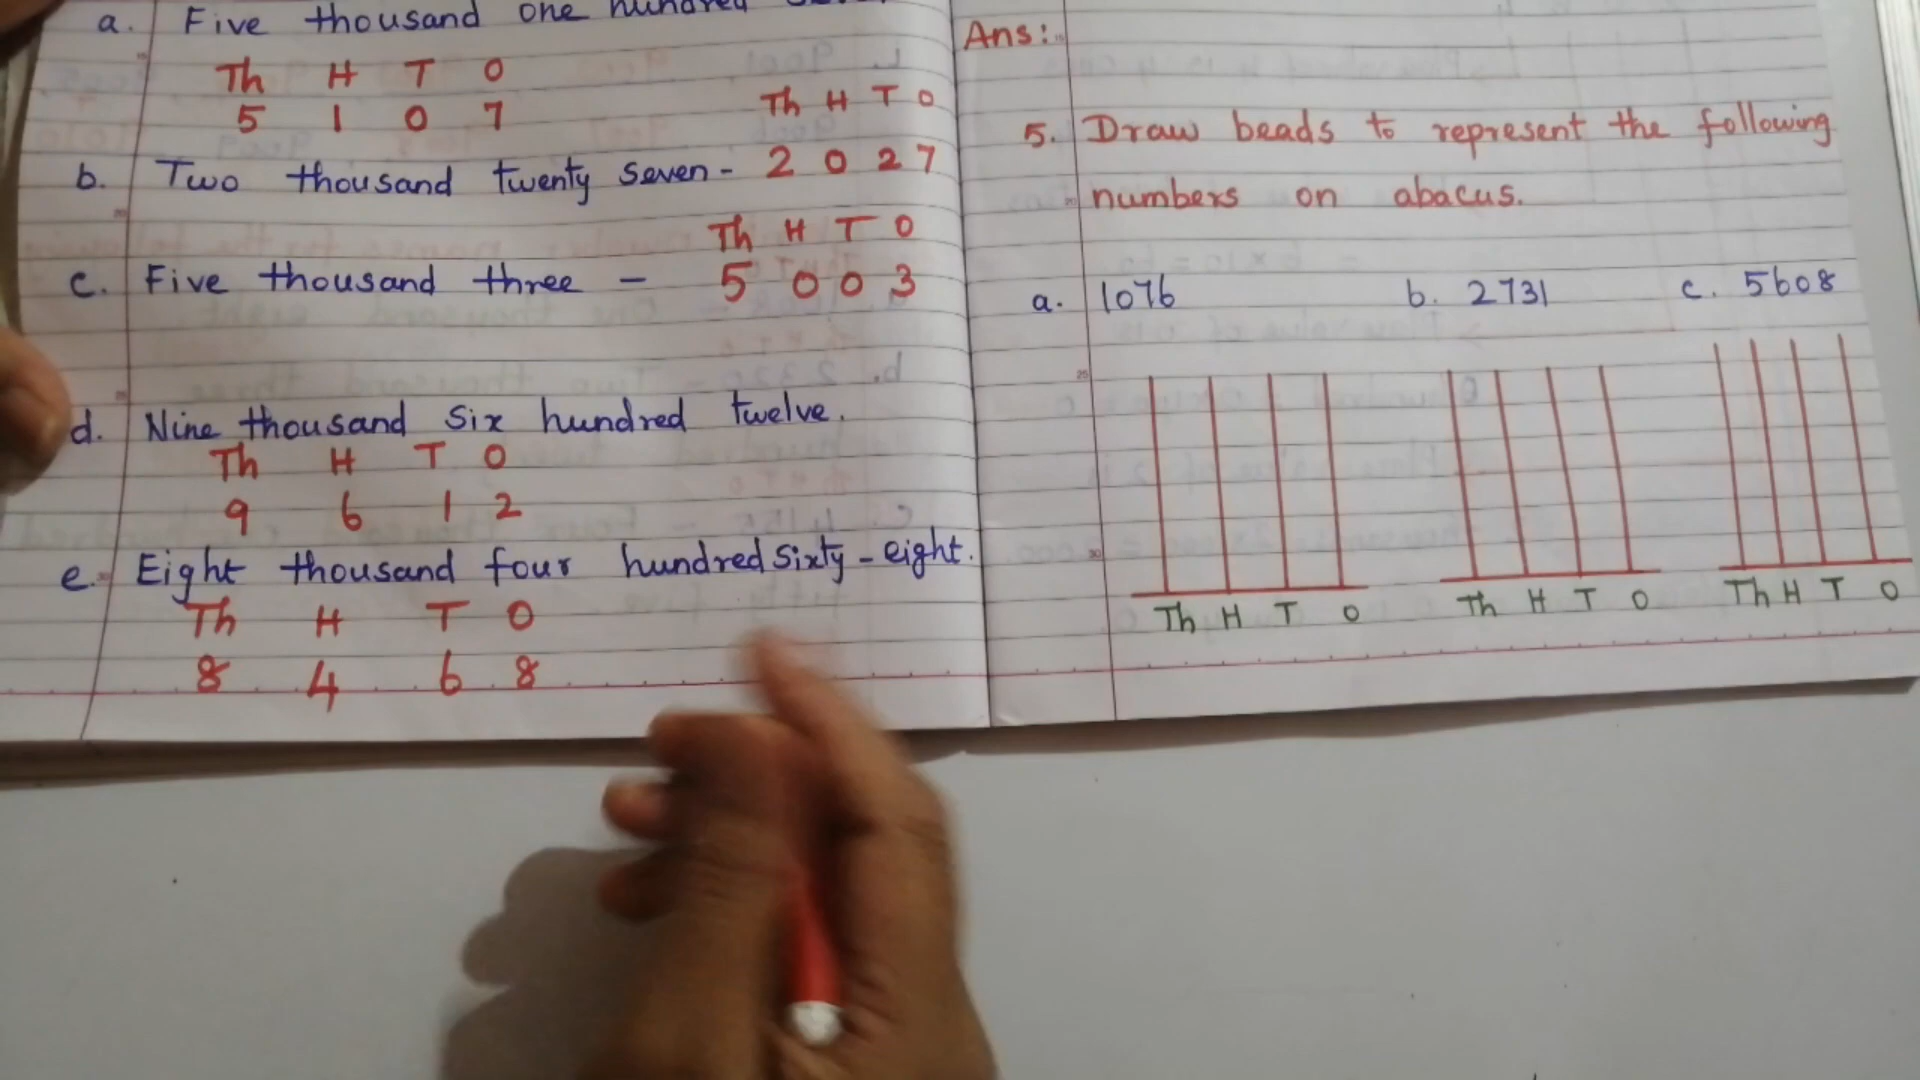 a. Five thousand one hundred
Th H T O
5 1 0 7
Th H T O
b. Two thousand twenty seven - 2 0 2 7
Th H T O
c. Five thousand three - 5 0 0 3
d. Nine thousand six hundred twelve.
Th H T O
9 6 1 2
e. Eight thousand four hundred sixty-eight.
Th H T O
8 4 6 8
Ans:
5. Draw beads to represent the following
numbers on abacus.
a. 1076 b. 2731 c. 5608
Th H T O Th H T O Th H T O